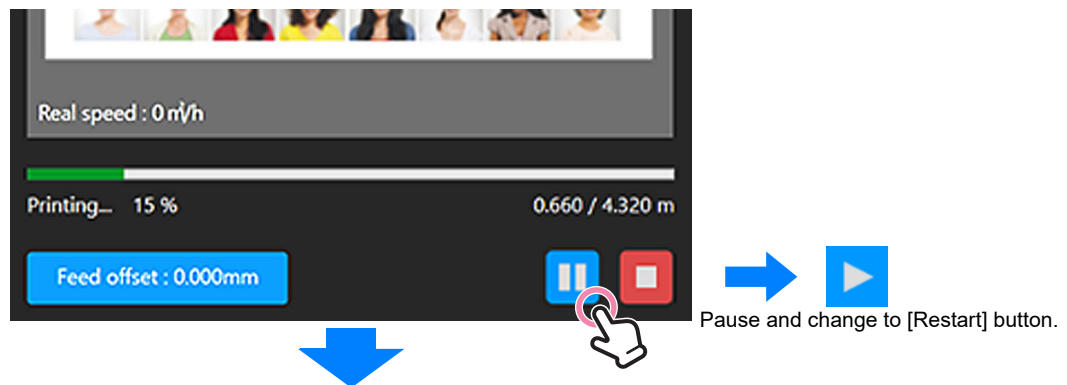 Real speed : 0 ㎡/h
Printing... 15 %
0.660 / 4.320 m
Feed offset : 0.000mm
Pause and change to [Restart] button.